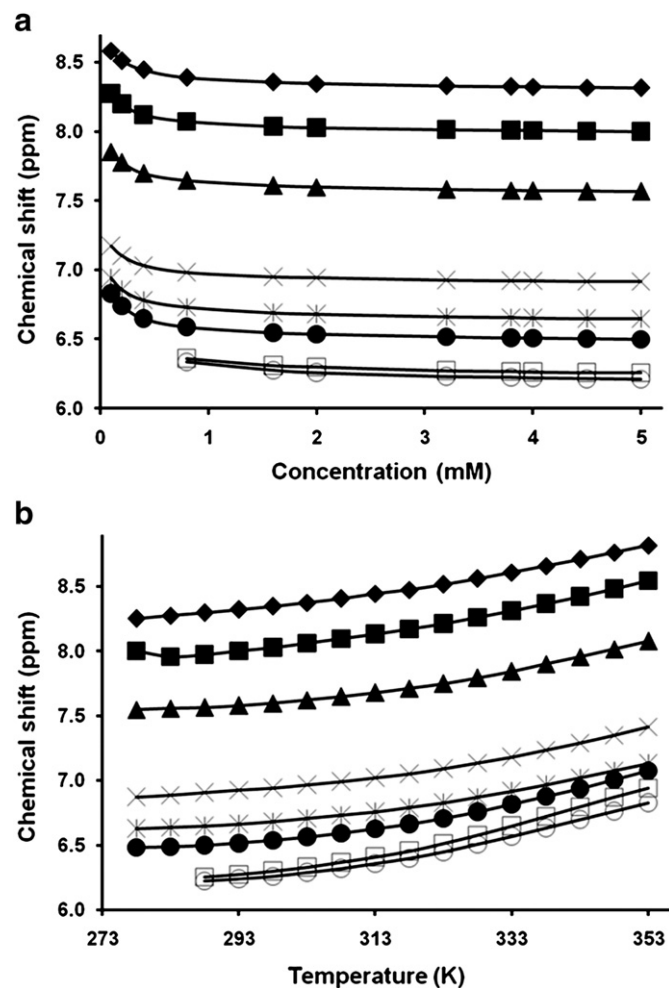 a
8.5
8.0
7.5
7.0
6.5
6.0
Chemical shift (ppm)
0 1 2 3 4 5
Concentration (mM)
b
8.5
8.0
7.5
7.0
6.5
6.0
Chemical shift (ppm)
273 293 313 333 353
Temperature (K)